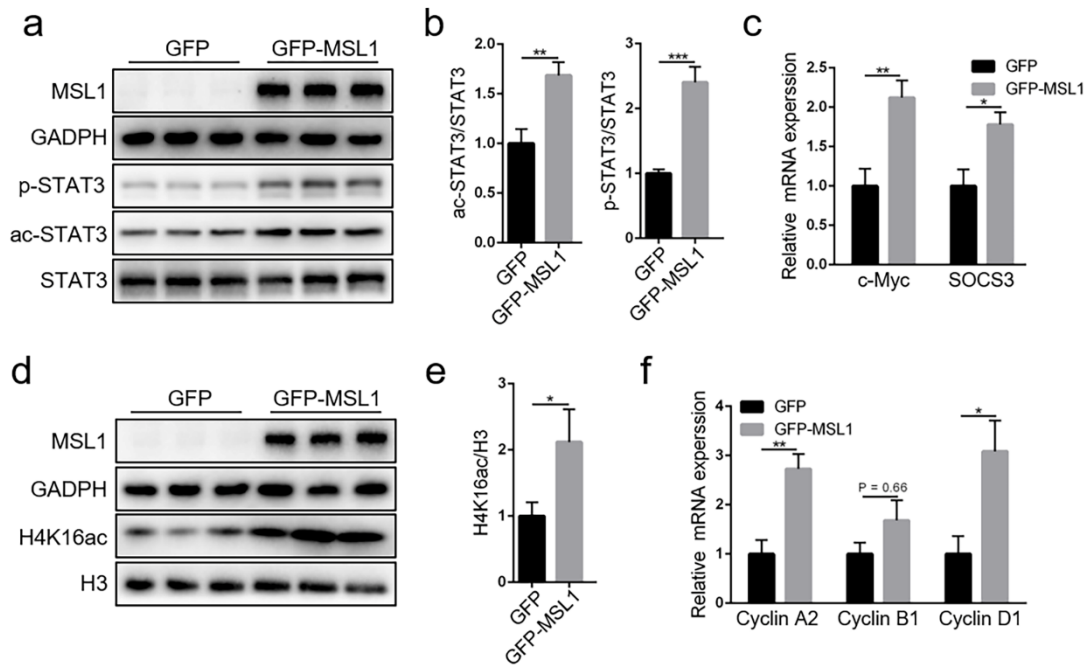 a
GFP GFP-MSL1
MSL1
GADPH
p-STAT3
ac-STAT3
STAT3
b
ac-STAT3/STAT3
2.0
1.5
1.0
0.5
0.0
**
GFP
GFP-MSL1
p-STAT3/STAT3
3
2
1
0
***
GFP
GFP-MSL1
c
Relative mRNA experssion
2.5
2.0
1.5
1.0
0.5
0.0
GFP
GFP-MSL1
**
*
c-Myc SOCS3
d
GFP GFP-MSL1
MSL1
GADPH
H4K16ac
H3
e
H4K16ac/H3
3
2
1
0
*
GFP
GFP-MSL1
f
Relative mRNA experssion
4
3
2
1
0
GFP
GFP-MSL1
**
P = 0.66
*
Cyclin A2 Cyclin B1 Cyclin D1